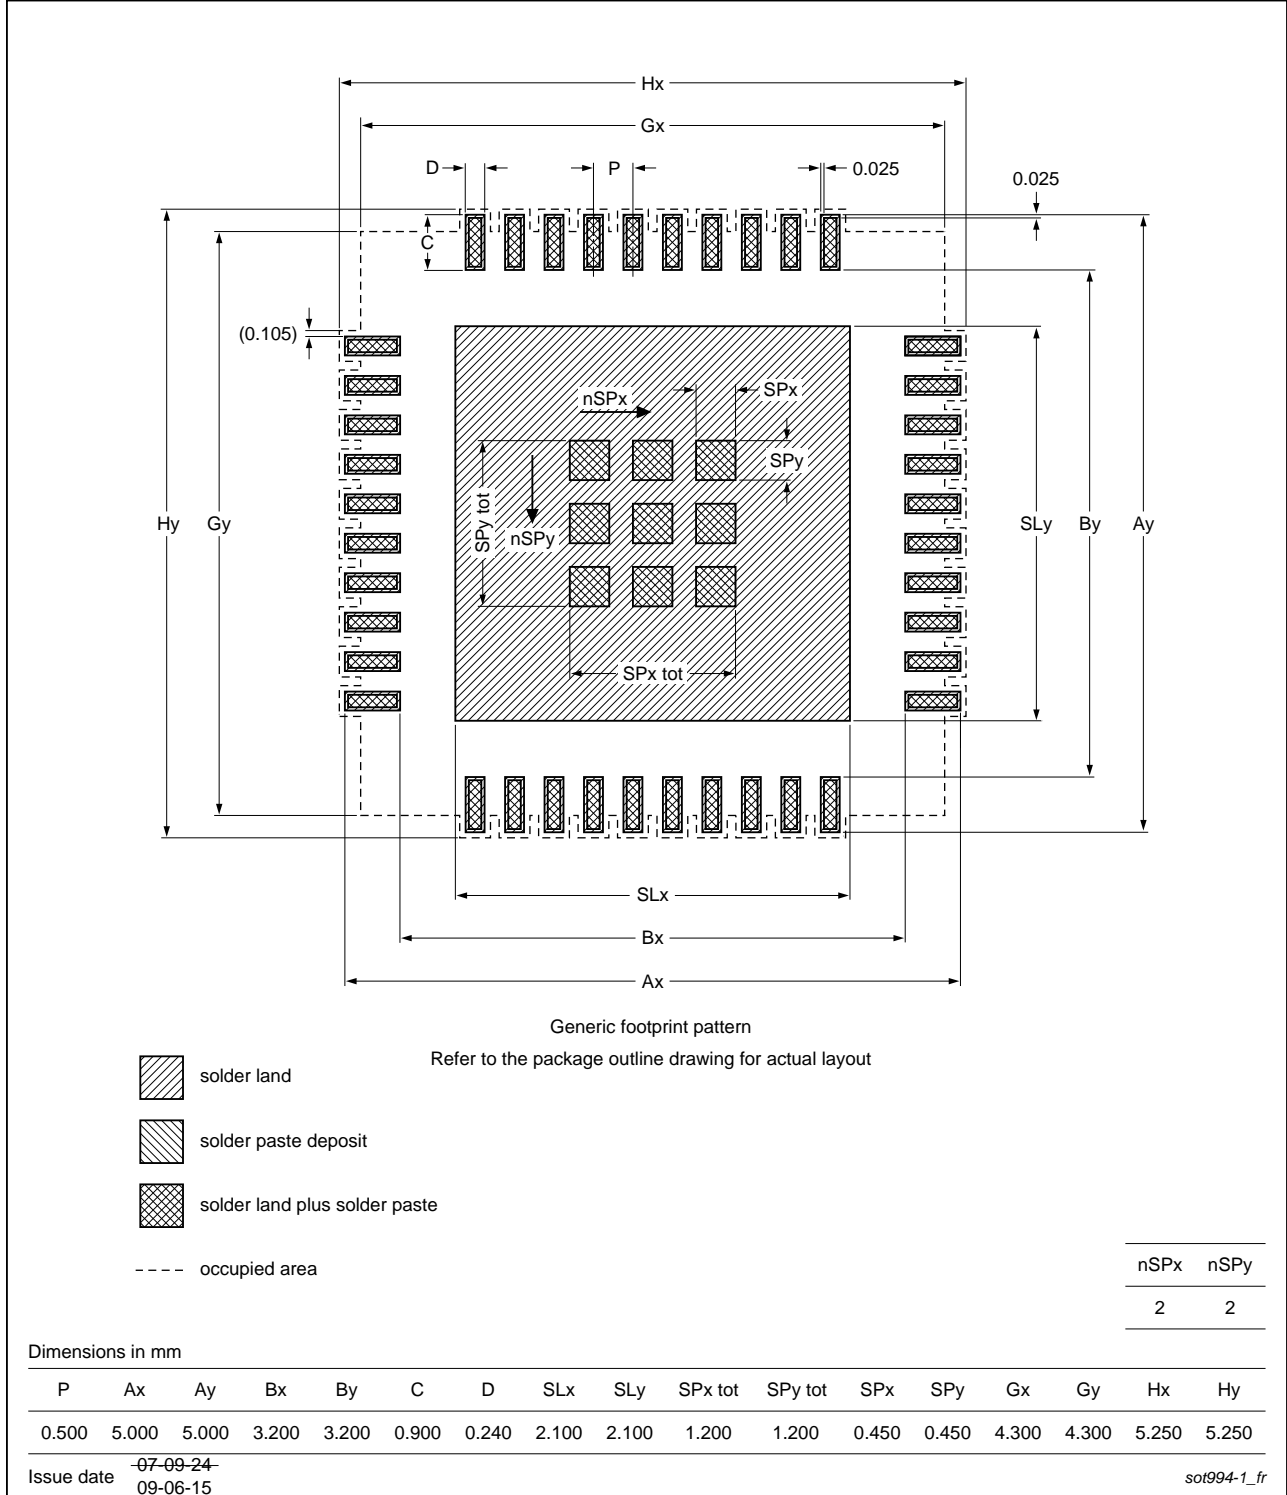 Hx
Gx
D
P
0.025
0.025
C
(0.105)
nSPx
SPx
SPy
SPy tot
nSPy
Hy
Gy
SLy
By
Ay
SPx tot
SLx
Bx
Ax
Generic footprint pattern
Refer to the package outline drawing for actual layout
solder land
solder paste deposit
solder land plus solder paste
occupied area
nSPx nSPy
2 2
Dimensions in mm
P Ax Ay Bx By C D SLx SLy SPx tot SPy tot SPx SPy Gx Gy Hx Hy
0.500 5.000 5.000 3.200 3.200 0.900 0.240 2.100 2.100 1.200 1.200 0.450 0.450 4.300 4.300 5.250 5.250
Issue date 07-09-24
09-06-15
sot994-1_fr